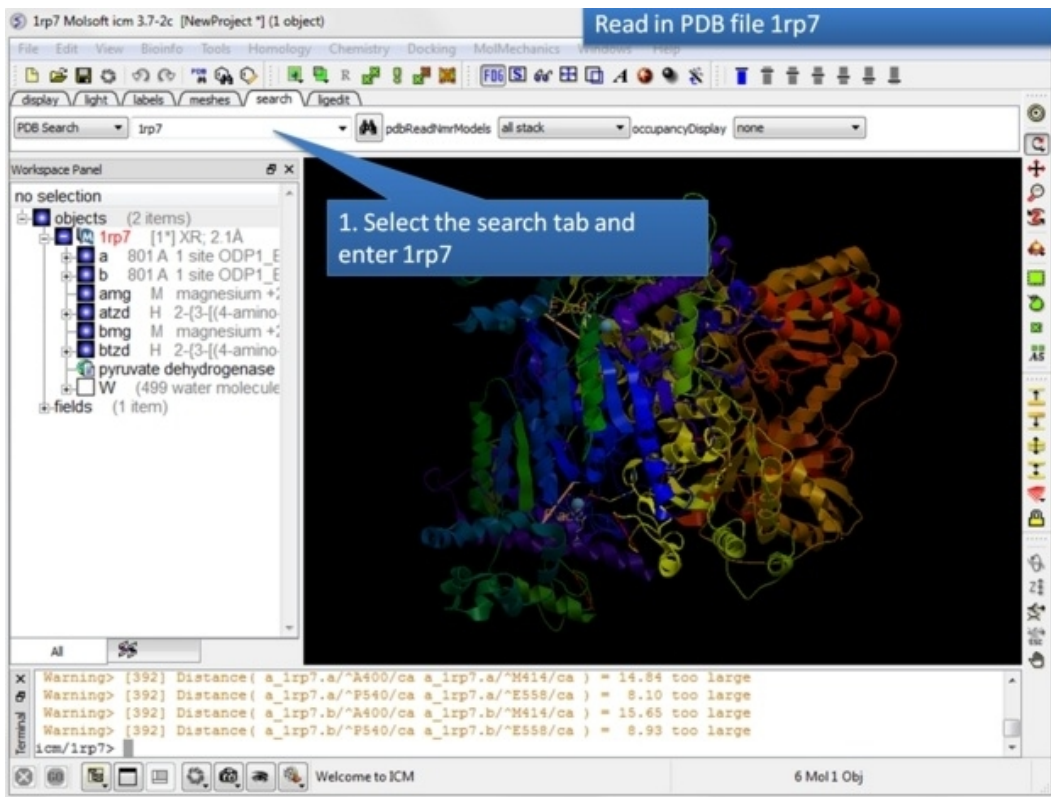 1rp7 Molsoft icm 3.7-2c [NewProject *] (1 object)
Read in PDB file 1rp7
File Edit View Bioinfo Tools Homology Chemistry Docking MolMechanics Windows Help
display light labels meshes search ligedit
PDB Search 1rp7 pdbReadNmrModels all stack occupancyDisplay none
Workspace Panel
no selection
objects (2 items)
1rp7 [1*] XR; 2.1Å
a 801 A 1 site ODP1_E
b 801 A 1 site ODP1_E
amg M magnesium +2
atzd H 2-{3-[(4-amino-
bmg M magnesium +2
btzd H 2-{3-[(4-amino-
pyruvate dehydrogenase
W (499 water molecule
fields (1 item)
1. Select the search tab and
enter 1rp7
All
Terminal
Warning> [392] Distance( a_1rp7.a/^A400/ca a_1rp7.a/^M414/ca ) = 14.84 too large
Warning> [392] Distance( a_1rp7.a/^P540/ca a_1rp7.a/^E558/ca ) = 8.10 too large
Warning> [392] Distance( a_1rp7.b/^A400/ca a_1rp7.b/^M414/ca ) = 15.65 too large
Warning> [392] Distance( a_1rp7.b/^P540/ca a_1rp7.b/^E558/ca ) = 8.93 too large
icm/1rp7>
Welcome to ICM 6 Mol 1 Obj